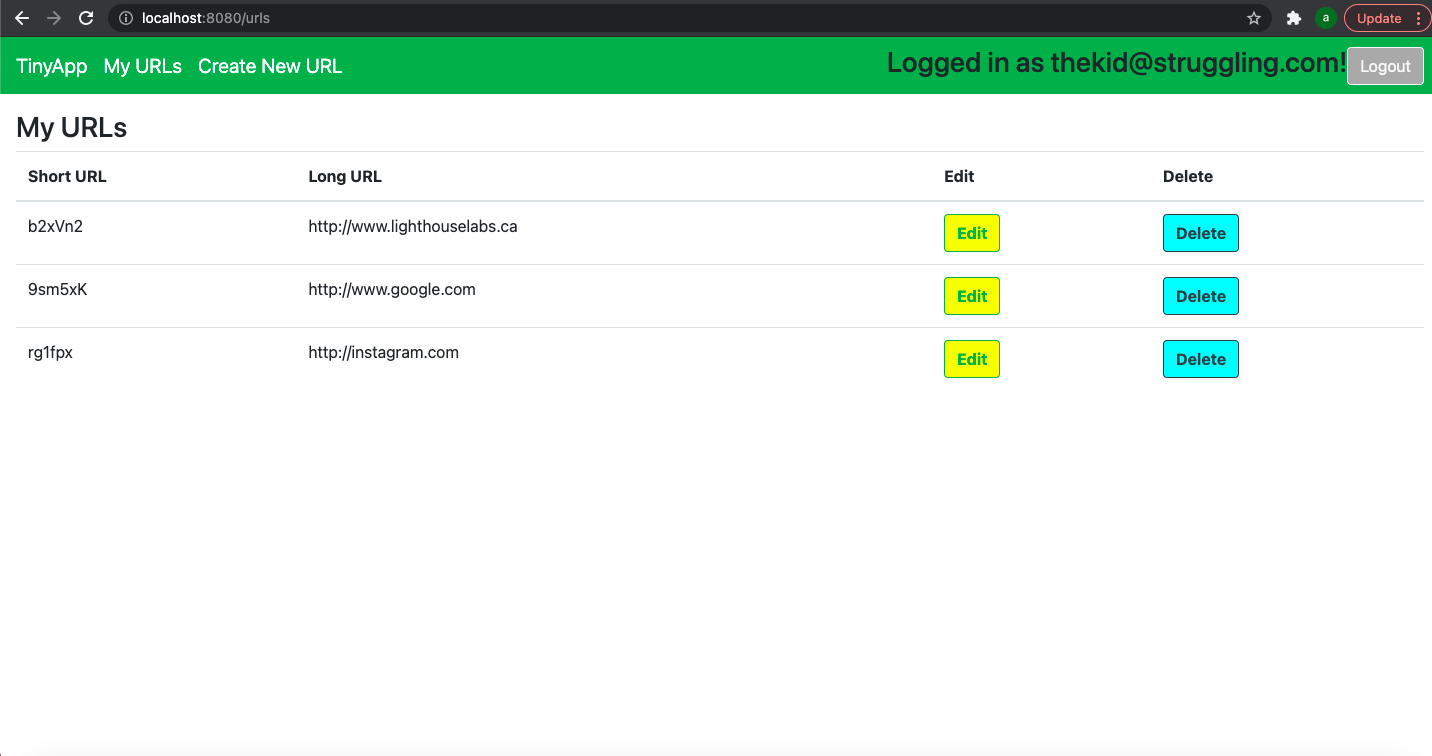 localhost:8080/urls a Update
TinyApp My URLs Create New URL Logged in as thekid@struggling.com! Logout
My URLs
Short URL Long URL Edit Delete
b2xVn2 http://www.lighthouselabs.ca Edit Delete
9sm5xK http://www.google.com Edit Delete
rg1fpx http://instagram.com Edit Delete